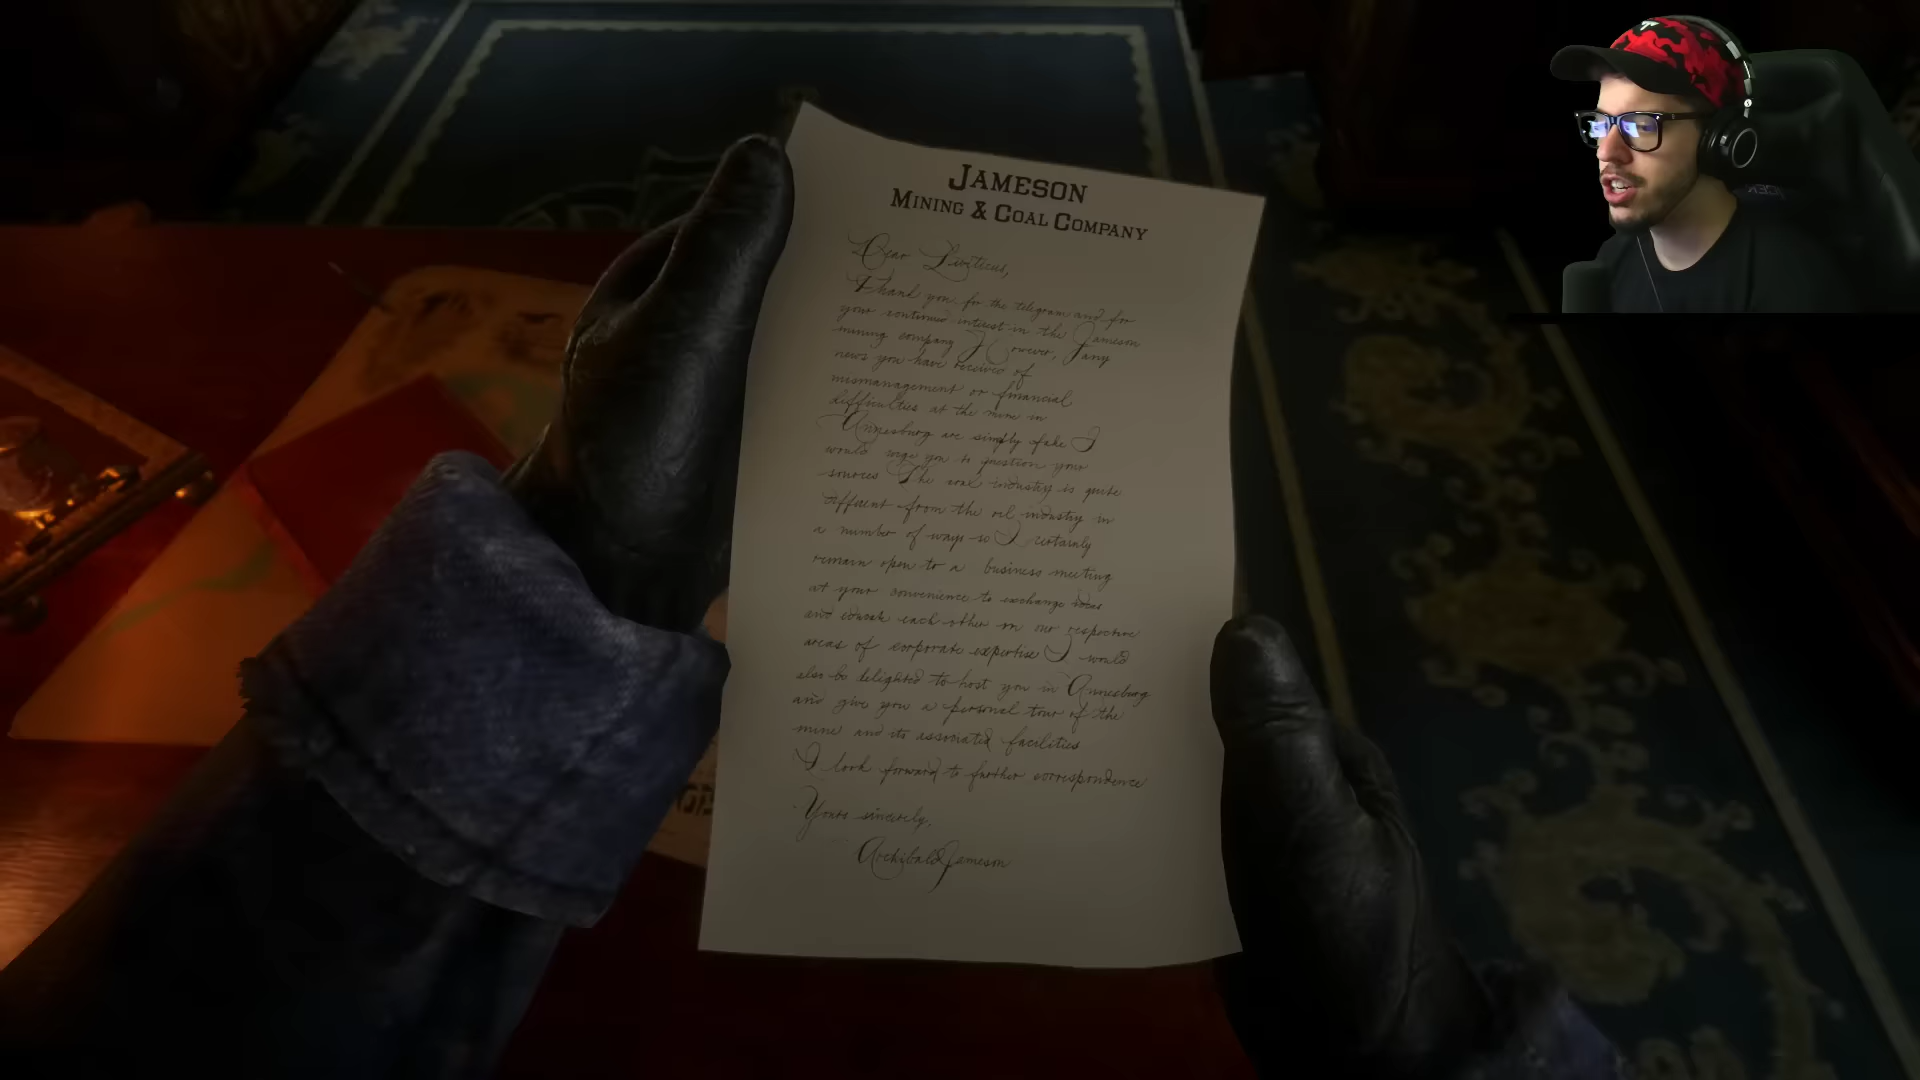 JAMESON
MINING & COAL COMPANY
Dear Leviticus,
Thank you for the telegram and for
your continued interest in the Jameson
mining company However, any
news you have received of
mismanagement or financial
difficulties at the mine in
Annesburg are simply fake I
would urge you to question your
sources The coal industry is quite
different from the oil industry in
a number of ways so I certainly
remain open to a business meeting
at your convenience to exchange ideas
and educate each other on our respective
areas of corporate expertise I would
also be delighted to host you in Annesburg
and give you a personal tour of the
mine and its associated facilities
I look forward to further correspondence
Yours sincerely,
Archibald Jameson